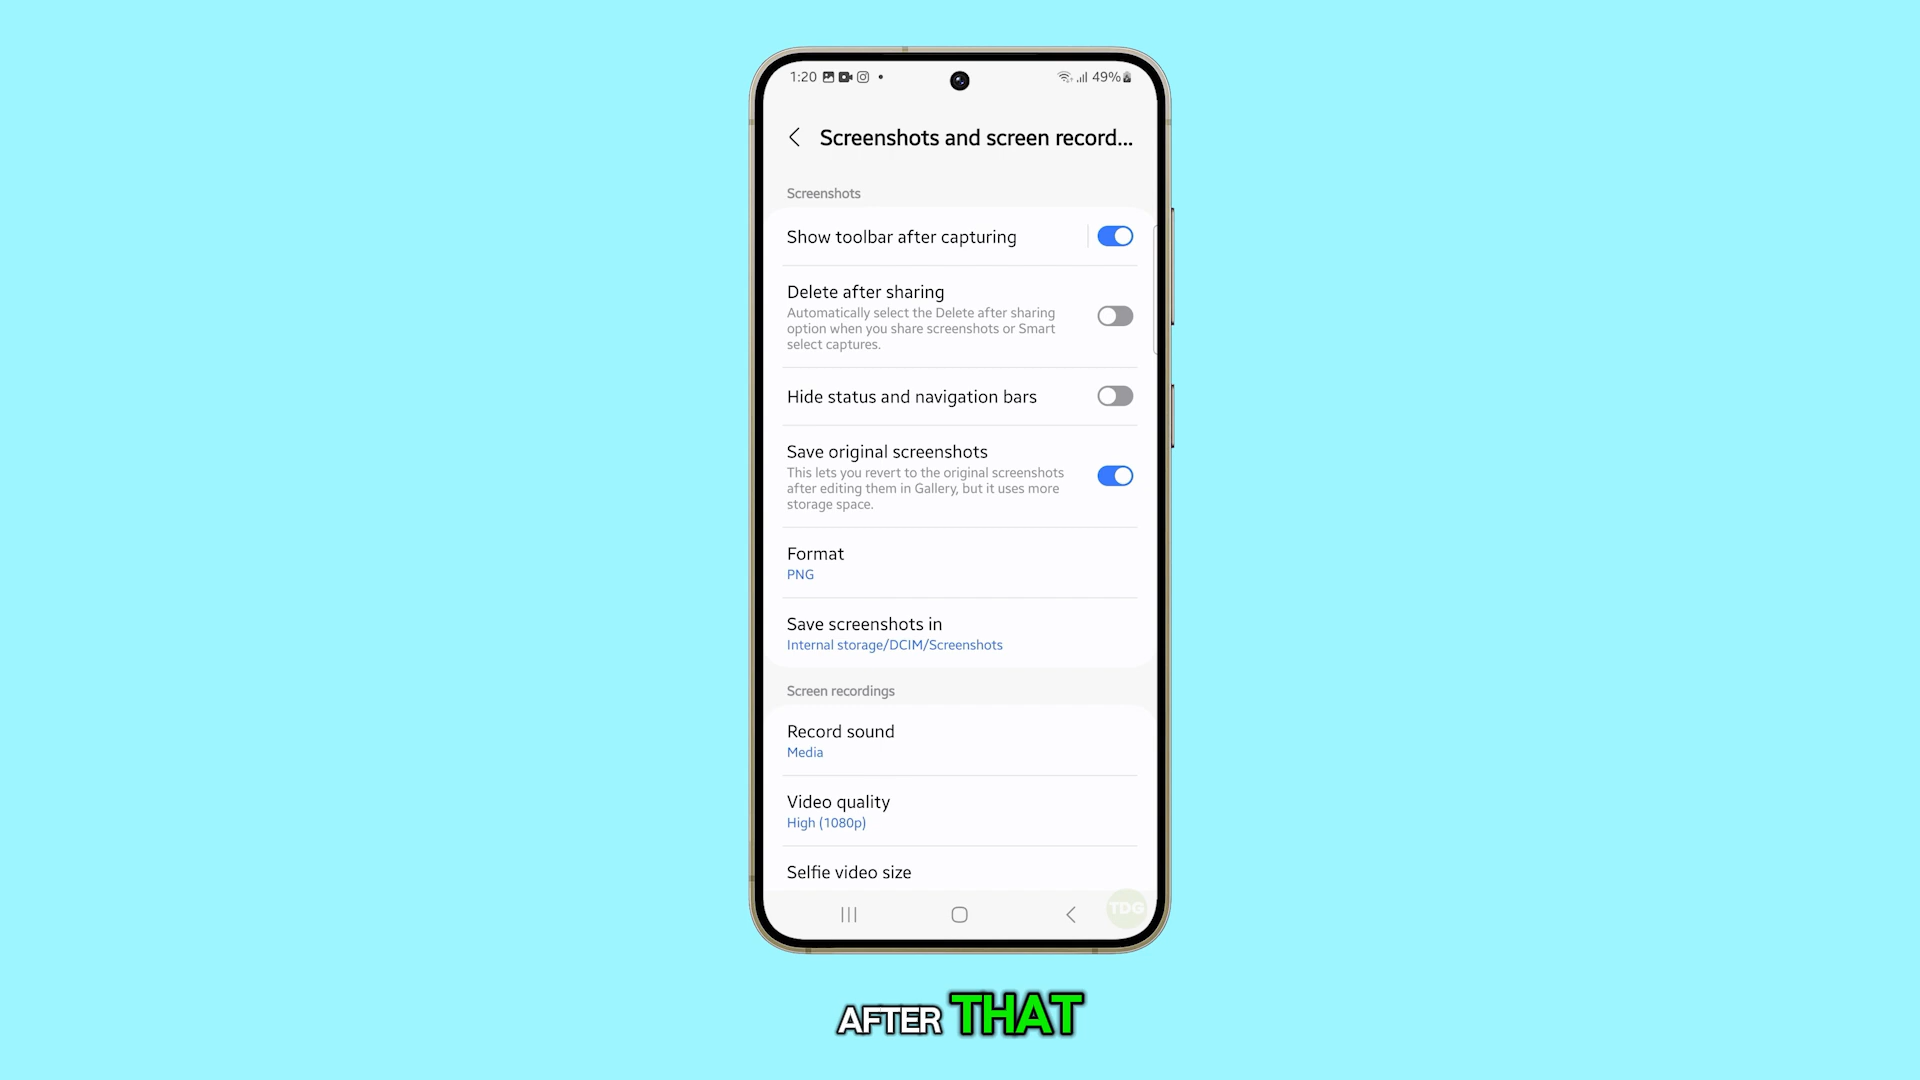 1:20
49%
Screenshots and screen record...
Screenshots
Show toolbar after capturing
Delete after sharing
Automatically select the Delete after sharing
option when you share screenshots or Smart
select captures.
Hide status and navigation bars
Save original screenshots
This lets you revert to the original screenshots
after editing them in Gallery, but it uses more
storage space.
Format
PNG
Save screenshots in
Internal storage/DCIM/Screenshots
Screen recordings
Record sound
Media
Video quality
High (1080p)
Selfie video size
TDG
AFTER THAT